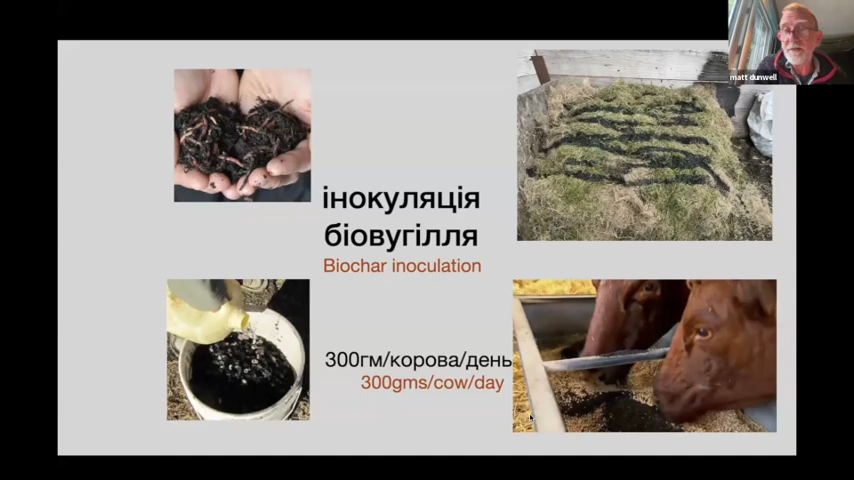 matt dunwell
інокуляція
біовугілля
Biochar inoculation
300гм/корова/день
300gms/cow/day